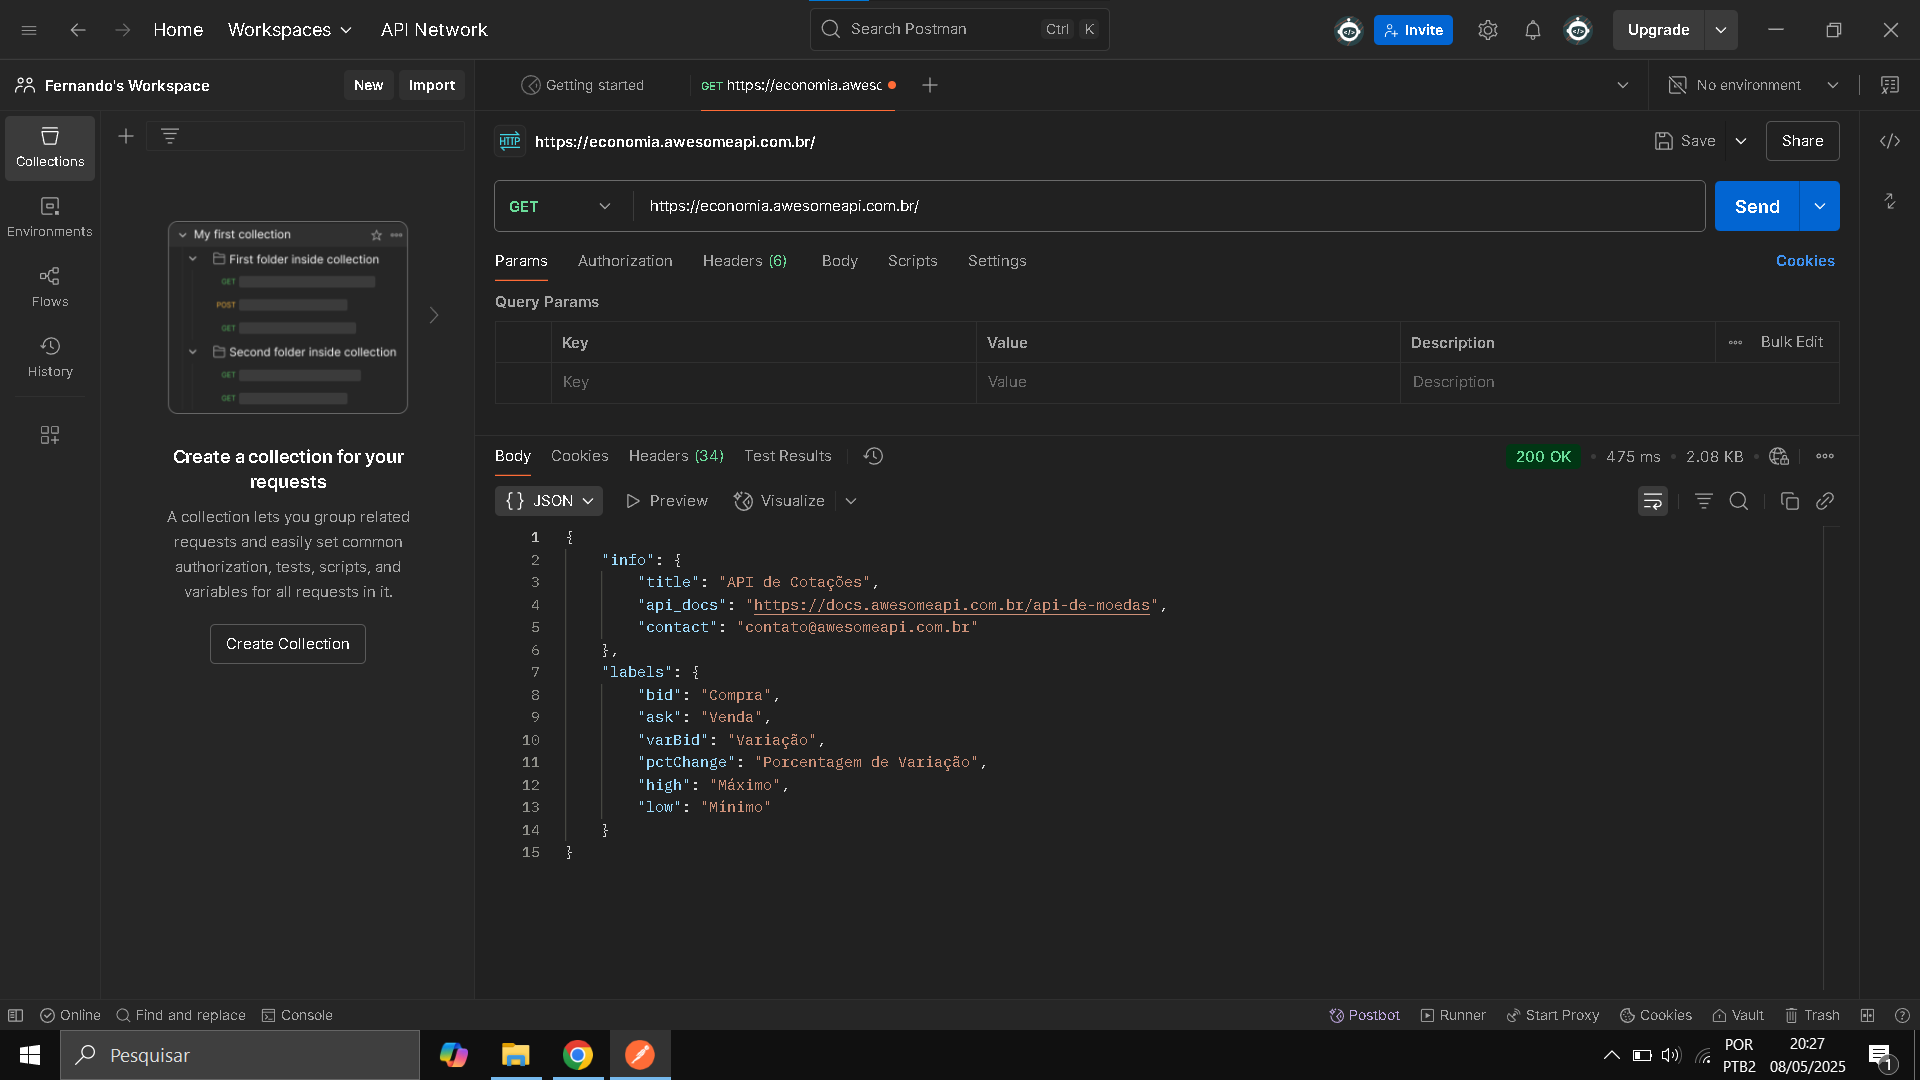 Home
Workspaces
API Network
Search Postman
Ctrl K
Invite
Upgrade
Fernando's Workspace
New
Import
Getting started
GET https://economia.awesc
No environment
Collections
Environments
Flows
History
HTTP
https://economia.awesomeapi.com.br/
Save
Share
GET
https://economia.awesomeapi.com.br/
Send
Params
Authorization
Headers (6)
Body
Scripts
Settings
Cookies
Query Params
Key
Value
Description
Bulk Edit
Key
Value
Description
My first collection
First folder inside collection
GET
POST
GET
Second folder inside collection
GET
GET
Create a collection for your
requests
A collection lets you group related
requests and easily set common
authorization, tests, scripts, and
variables for all requests in it.
Create Collection
Body
Cookies
Headers (34)
Test Results
200 OK
475 ms
2.08 KB
{} JSON
Preview
Visualize
1 {
2 "info": {
3 "title": "API de Cotações",
4 "api_docs": "https://docs.awesomeapi.com.br/api-de-moedas",
5 "contact": "contato@awesomeapi.com.br"
6 },
7 "labels": {
8 "bid": "Compra",
9 "ask": "Venda",
10 "varBid": "Variação",
11 "pctChange": "Porcentagem de Variação",
12 "high": "Máximo",
13 "low": "Mínimo"
14 }
15 }
Online
Find and replace
Console
Postbot
Runner
Start Proxy
Cookies
Vault
Trash
Pesquisar
POR
PTB2
20:27
08/05/2025
1